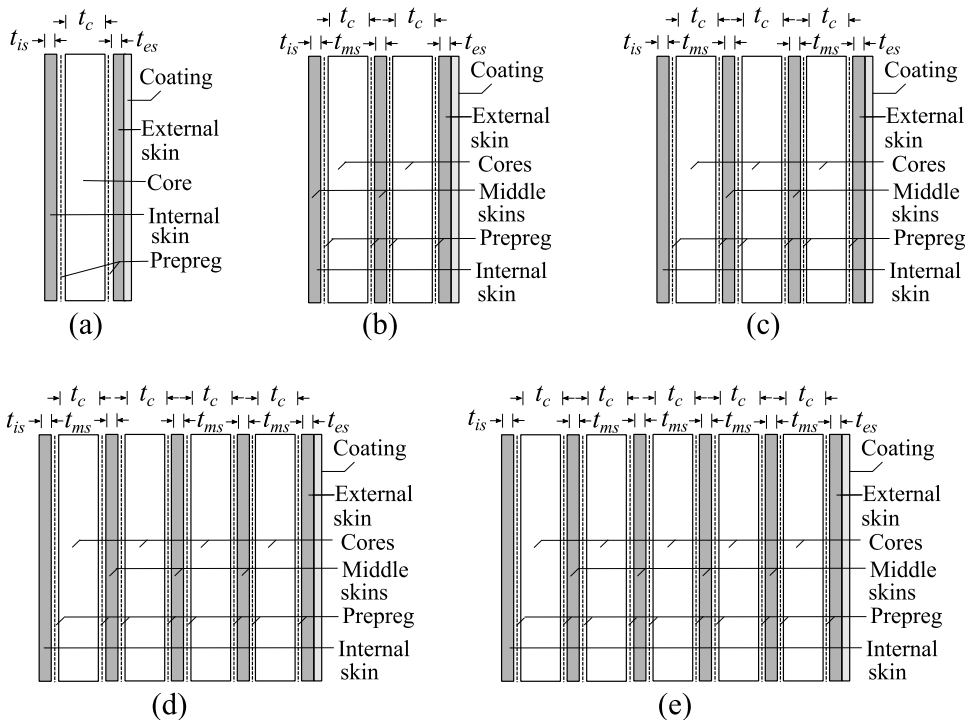 t_c
t_is t_es
Coating
External
skin
Core
Internal
skin
Prepreg
(a)
t_c t_c
t_is t_ms t_es
Coating
External
skin
Cores
Middle
skins
Prepreg
Internal
skin
(b)
t_c t_c t_c
t_is t_ms t_ms t_es
Coating
External
skin
Cores
Middle
skins
Prepreg
Internal
skin
(c)
t_c t_c t_c t_c
t_is t_ms t_ms t_ms t_es
Coating
External
skin
Cores
Middle
skins
Prepreg
Internal
skin
(d)
t_c t_c t_c t_c t_c
t_is t_ms t_ms t_ms t_ms t_es
Coating
External
skin
Cores
Middle
skins
Prepreg
Internal
skin
(e)